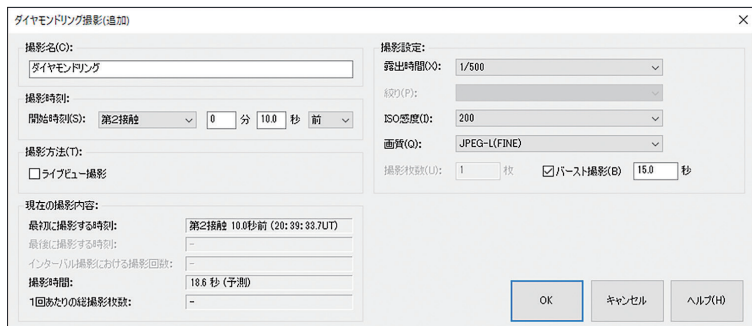 ダイヤモンドリング撮影(追加)
撮影名(C):
ダイヤモンドリング
撮影時刻:
開始時刻(S): 第2接触 0 分 10.0 秒 前
撮影方法(T):
ライブビュー撮影
現在の撮影内容:
最初に撮影する時刻: 第2接触 10.0秒前 (20:39:33.7UT)
最後に撮影する時刻: -
インターバル撮影における撮影回数: -
撮影時間: 18.6 秒 (予測)
1回あたりの総撮影枚数: -
撮影設定:
露出時間(X): 1/500
絞り(P):
ISO感度(I): 200
画質(Q): JPEG-L(FINE)
撮影枚数(U): 1 枚 バースト撮影(B) 15.0 秒
OK キャンセル ヘルプ(H)